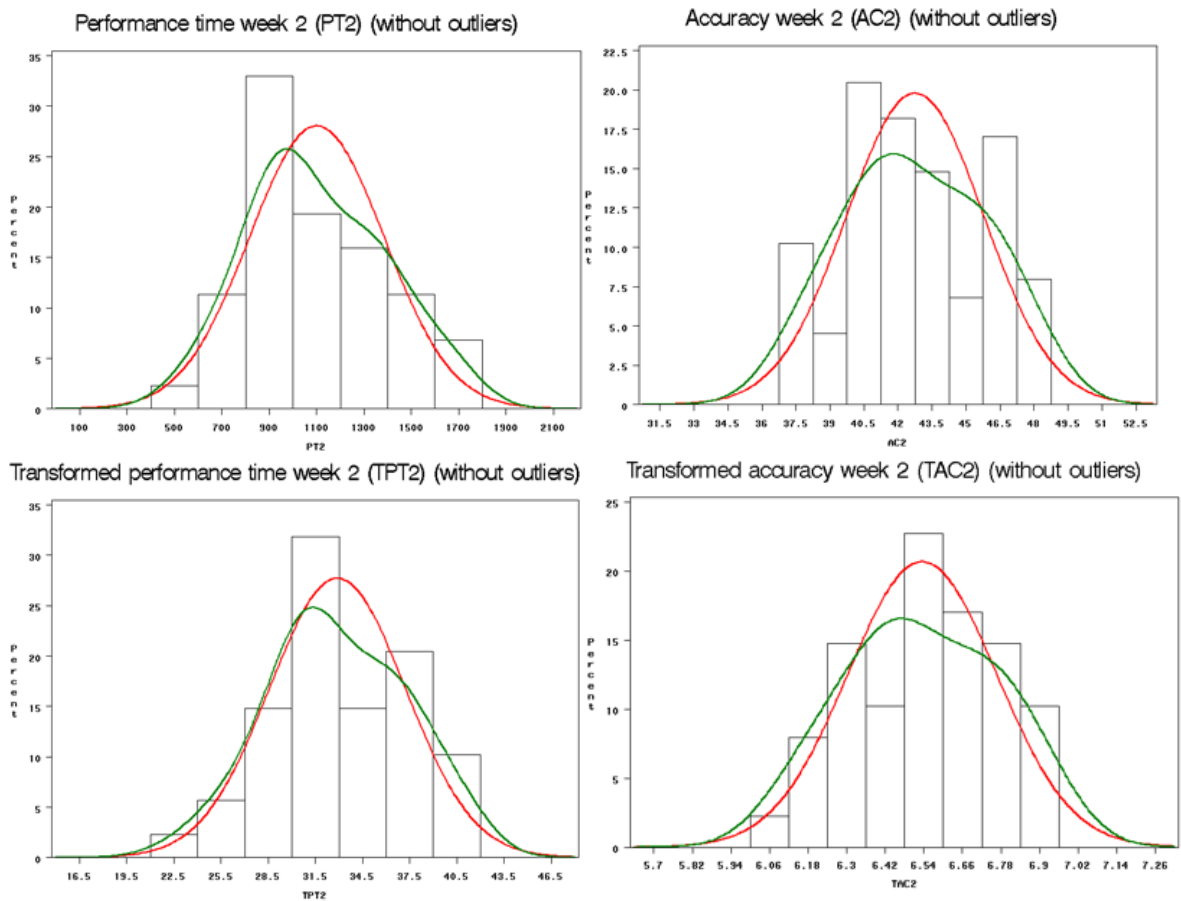 Performance time week 2 (PT2) (without outliers)
35
30
25
20
15
10
5
0
Percent
100 300 500 700 900 1100 1300 1500 1700 1900 2100
PT2
Accuracy week 2 (AC2) (without outliers)
22.5
20.0
17.5
15.0
12.5
10.0
7.5
5.0
2.5
0
Percent
31.5 33 34.5 36 37.5 39 40.5 42 43.5 45 46.5 48 49.5 51 52.5
AC2
Transformed performance time week 2 (TPT2) (without outliers)
35
30
25
20
15
10
5
0
Percent
16.5 19.5 22.5 25.5 28.5 31.5 34.5 37.5 40.5 43.5 46.5
TPT2
Transformed accuracy week 2 (TAC2) (without outliers)
25
20
15
10
5
0
Percent
5.7 5.82 5.94 6.06 6.18 6.3 6.42 6.54 6.66 6.78 6.9 7.02 7.14 7.26
TAC2